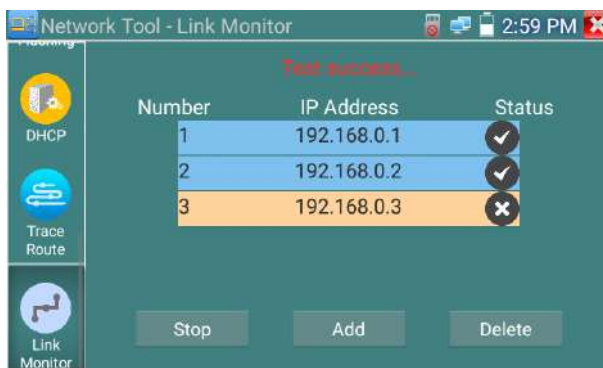 Network Tool - Link Monitor 2:59 PM
Test success...
Number IP Address Status
1 192.168.0.1
2 192.168.0.2
3 192.168.0.3
DHCP
Trace
Route
Link
Monitor
Stop Add Delete